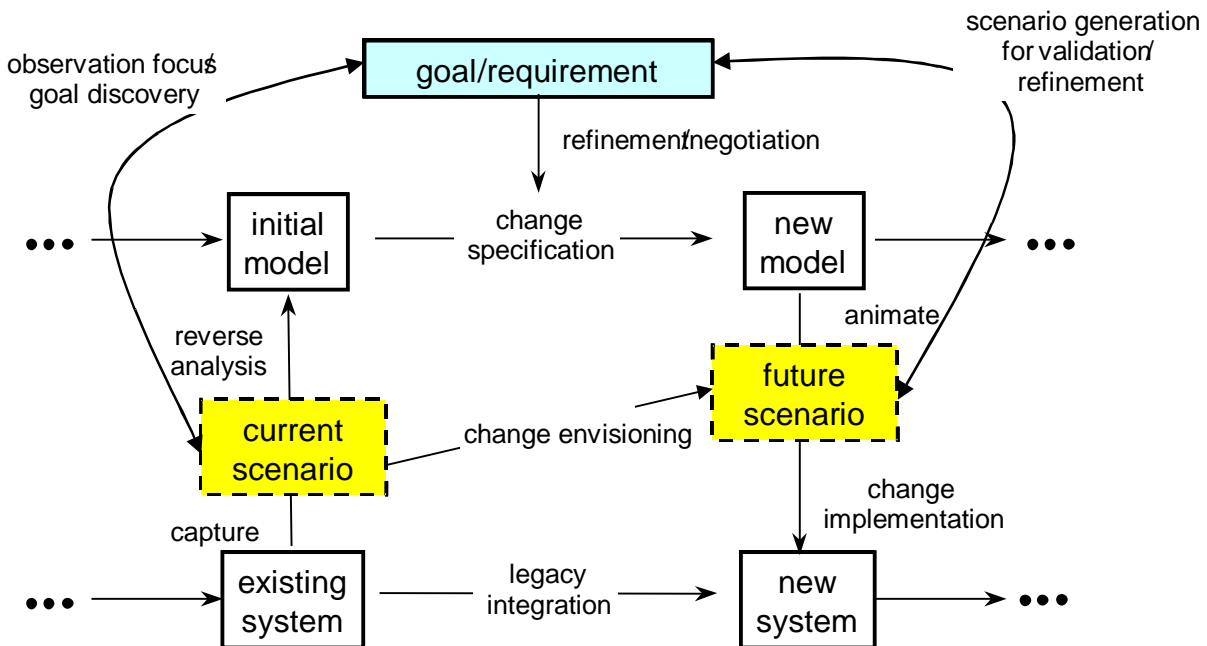 scenario generation
for validation/
refinement
observation focus/
goal discovery
goal/requirement
refinement/negotiation
initial
model
change
specification
new
model
reverse
analysis
animate
current
scenario
change envisioning
future
scenario
capture
change
implementation
existing
system
legacy
integration
new
system